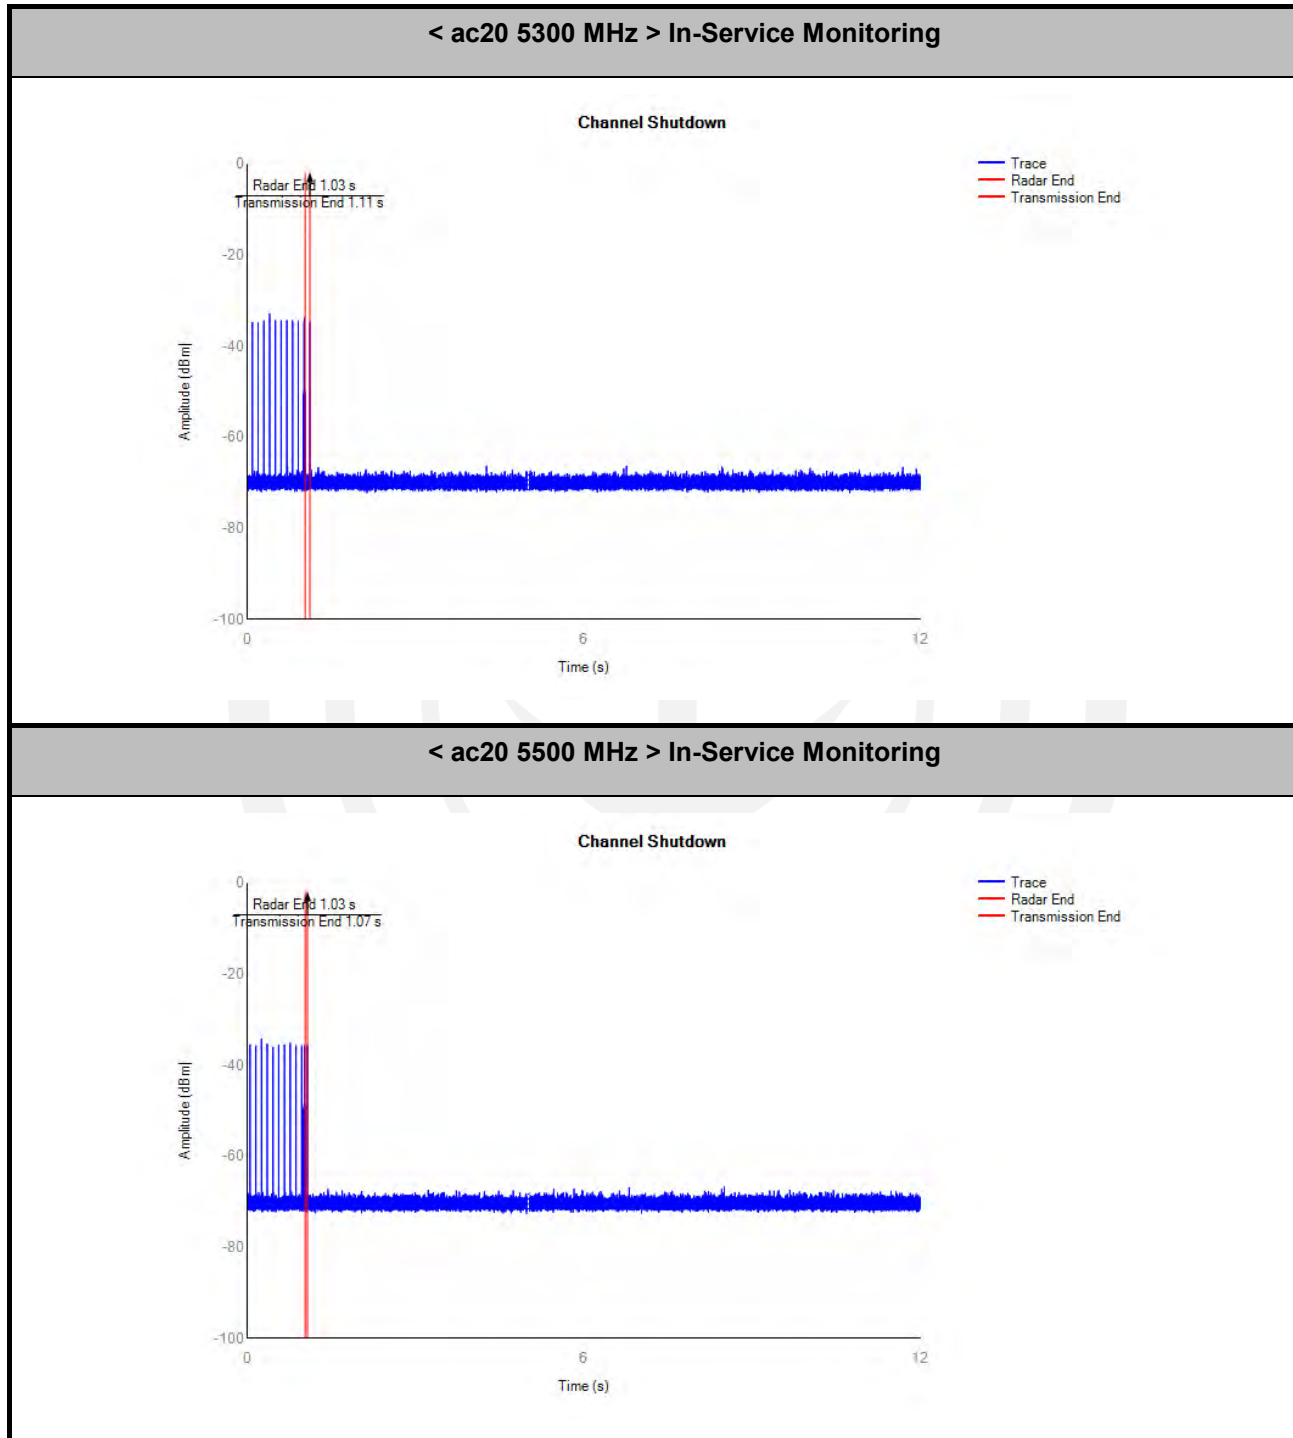 < ac20 5300 MHz > In-Service Monitoring
Channel Shutdown
Trace
Radar End
Transmission End
Radar End 1.03 s
Transmission End 1.11 s
0
-20
-40
-60
-80
-100
Amplitude (dBm)
0
6
12
Time (s)
< ac20 5500 MHz > In-Service Monitoring
Channel Shutdown
Trace
Radar End
Transmission End
Radar End 1.03 s
Transmission End 1.07 s
0
-20
-40
-60
-80
-100
Amplitude (dBm)
0
6
12
Time (s)